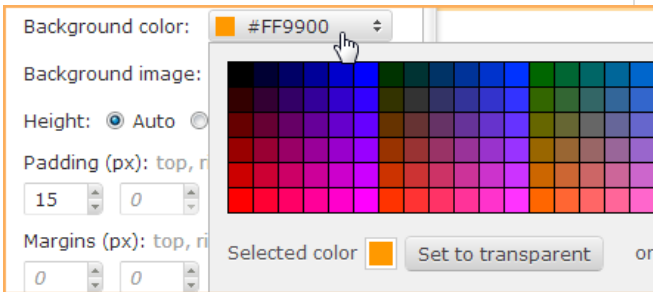 Background color: #FF9900
Background image:
Height: Auto
Padding (px): top, ri
15 0
Margins (px): top, ri
0 0
Selected color Set to transparent or